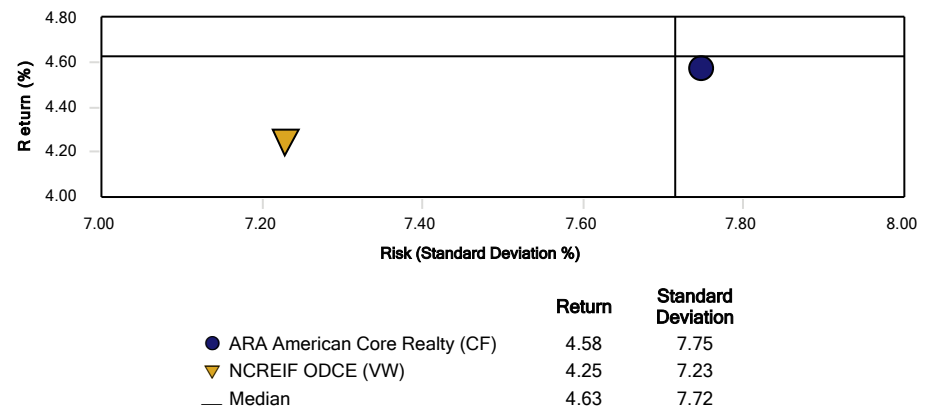 4.80
4.60
4.40
4.20
4.00
Return (%)
7.00 7.20 7.40 7.60 7.80 8.00
Risk (Standard Deviation %)
Return Standard Deviation
ARA American Core Realty (CF) 4.58 7.75
NCREIF ODCE (VW) 4.25 7.23
Median 4.63 7.72